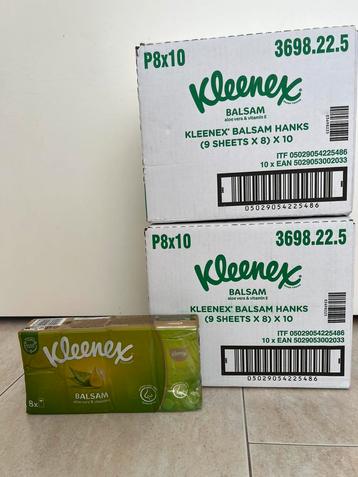 P8x10 3698.22.5
Kleenex
BALSAM
aloe vera & vitamin E
KLEENEX® BALSAM HANKS
(9 SHEETS X 8) X 10
ITF 05029054225486
10 x EAN 5029053002033
05029054225486
P8x10 3698.22.5
Kleenex
BALSAM
aloe vera & vitamin E
KLEENEX® BALSAM HANKS
(9 SHEETS X 8) X 10
ITF 05029054225486
10 x EAN 5029053002033
05029054225486
Kleenex
BALSAM
8x